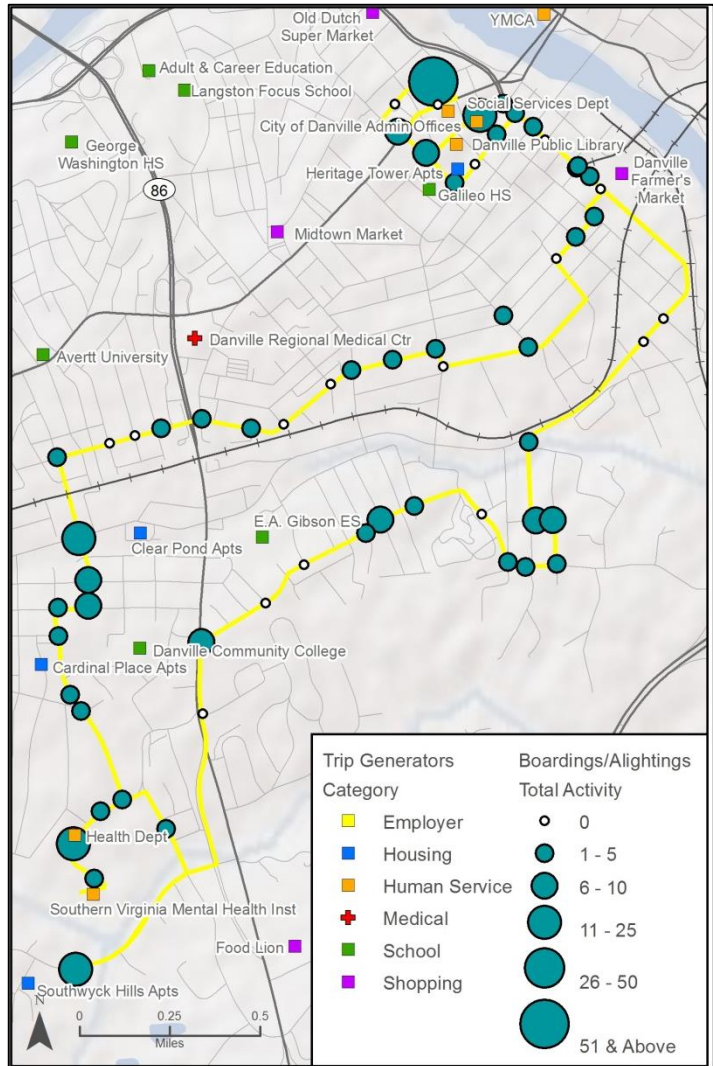 Old Dutch
Super Market
YMCA
Adult & Career Education
Langston Focus School
Social Services Dept
City of Danville Admin Offices
George
Washington HS
Danville Public Library
Heritage Tower Apts
Danville
Farmer's
Market
86
Galileo HS
Midtown Market
Danville Regional Medical Ctr
Avertt University
E.A. Gibson ES
Clear Pond Apts
Danville Community College
Cardinal Place Apts
Health Dept
Southern Virginia Mental Health Inst
Food Lion
Southwyck Hills Apts
N
0 0.25 0.5
Miles
Trip Generators
Category
Employer
Housing
Human Service
Medical
School
Shopping
Boardings/Alightings
Total Activity
0
1 - 5
6 - 10
11 - 25
26 - 50
51 & Above